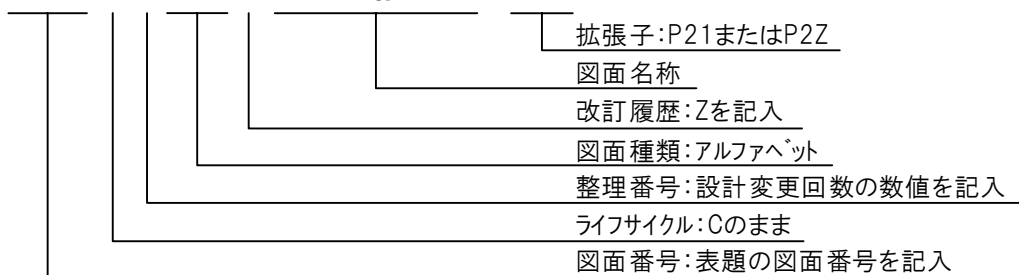 拡張子：P21またはP2Z
図面名称
改訂履歴：Zを記入
図面種類：ｱﾙﾌｧﾍﾞｯﾄ
整理番号：設計変更回数の数値を記入
ﾗｲﾌｻｲｸﾙ：Cのまま
図面番号：表題の図面番号を記入